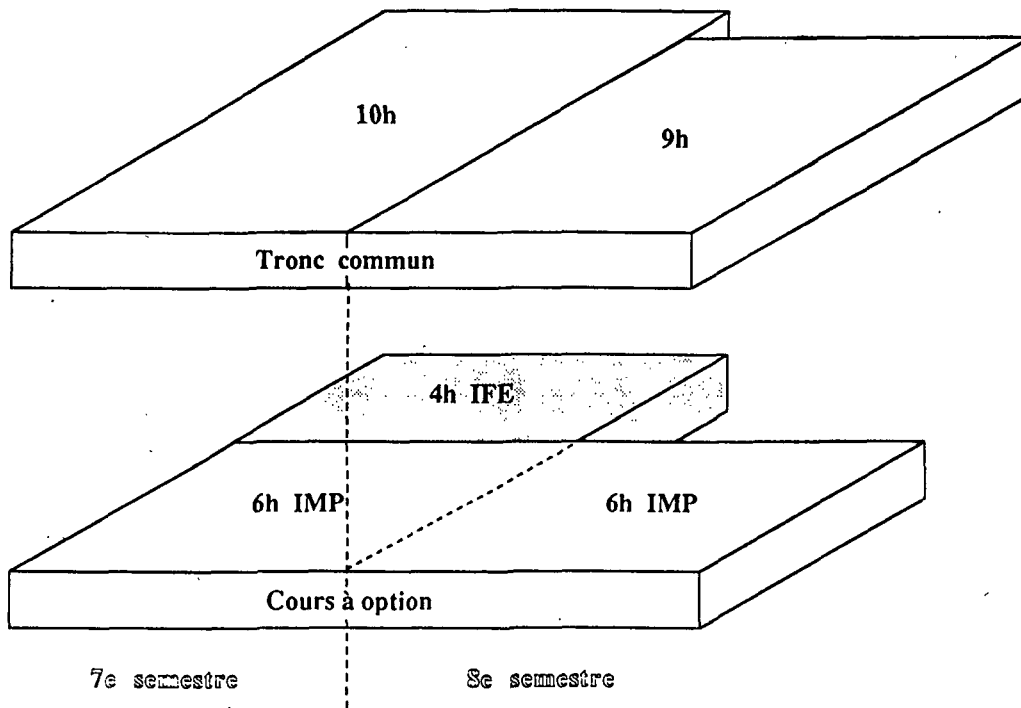 10h
9h
Tronc commun
4h IFE
6h IMP
6h IMP
Cours à option
7e semestre
8e semestre